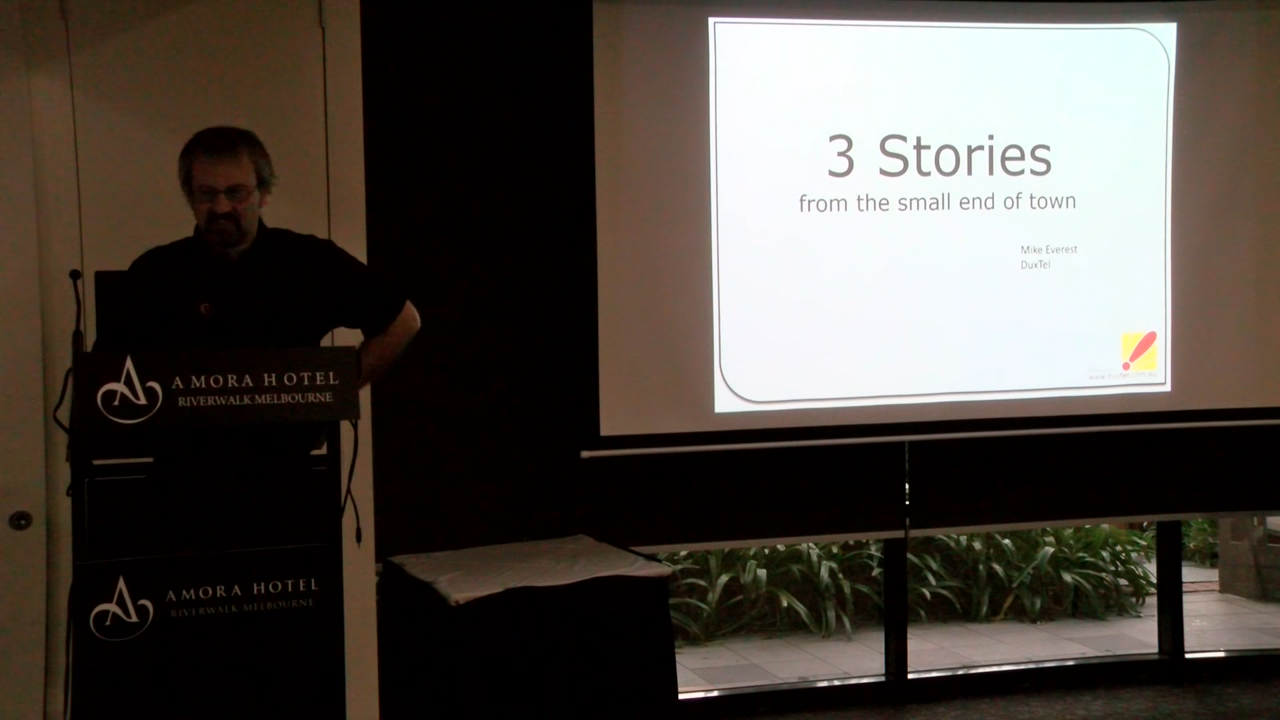 3 Stories
from the small end of town
Mike Everest
DuxTel
AMORA HOTEL
RIVERWALK MELBOURNE
AMORA HOTEL
RIVERWALK MELBOURNE